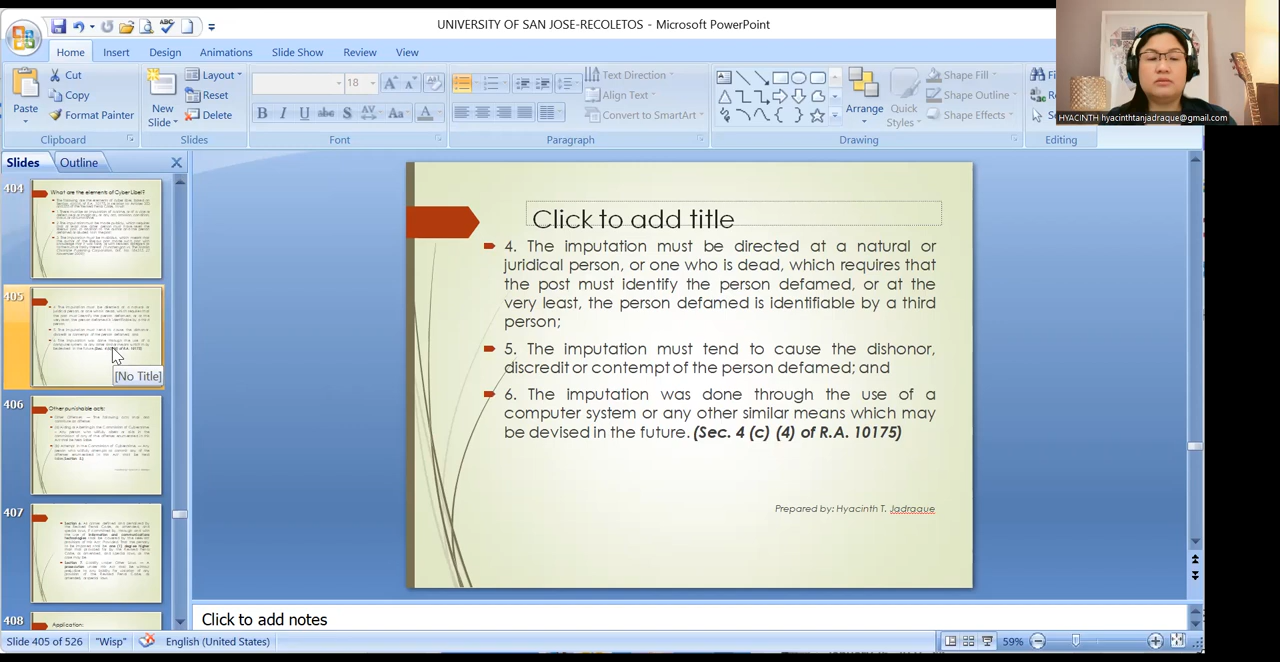 UNIVERSITY OF SAN JOSE-RECOLETOS - Microsoft PowerPoint
Home Insert Design Animations Slide Show Review View
Paste
Cut
Copy
Format Painter
Clipboard
New Slide
Layout
Reset
Delete
Slides
18
Font
Text Direction
Align Text
Convert to SmartArt
Paragraph
Arrange
Quick Styles
Shape Fill
Shape Outline
Shape Effects
Drawing
Editing
HYACINTH hyacinthtanjadraque@gmail.com
Slides Outline
404
What are the elements of Cyber Libel?
405
[No Title]
406
Other punishable acts:
407
408
Application:
Click to add title
4. The imputation must be directed at a natural or
juridical person, or one who is dead, which requires that
the post must identify the person defamed, or at the
very least, the person defamed is identifiable by a third
person;
5. The imputation must tend to cause the dishonor,
discredit or contempt of the person defamed; and
6. The imputation was done through the use of a
computer system or any other similar means which may
be devised in the future. (Sec. 4 (c) (4) of R.A. 10175)
Prepared by: Hyacinth T. Jadraque
Click to add notes
Slide 405 of 526 "Wisp" English (United States) 59%